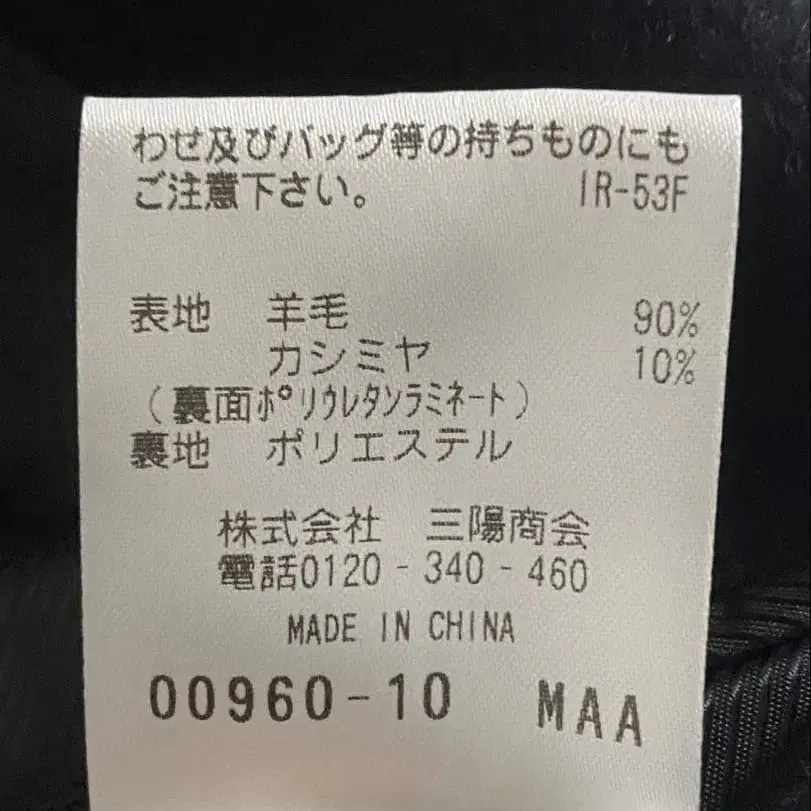 わせ及びバッグ等の持ちものにも
ご注意下さい。 IR-53F
表地 羊毛 90%
カシミヤ 10%
(裏面ﾎﾟﾘｳﾚﾀﾝﾗﾐﾈｰﾄ)
裏地 ポリエステル
株式会社 三陽商会
電話0120-340-460
MADE IN CHINA
00960-10 MAA